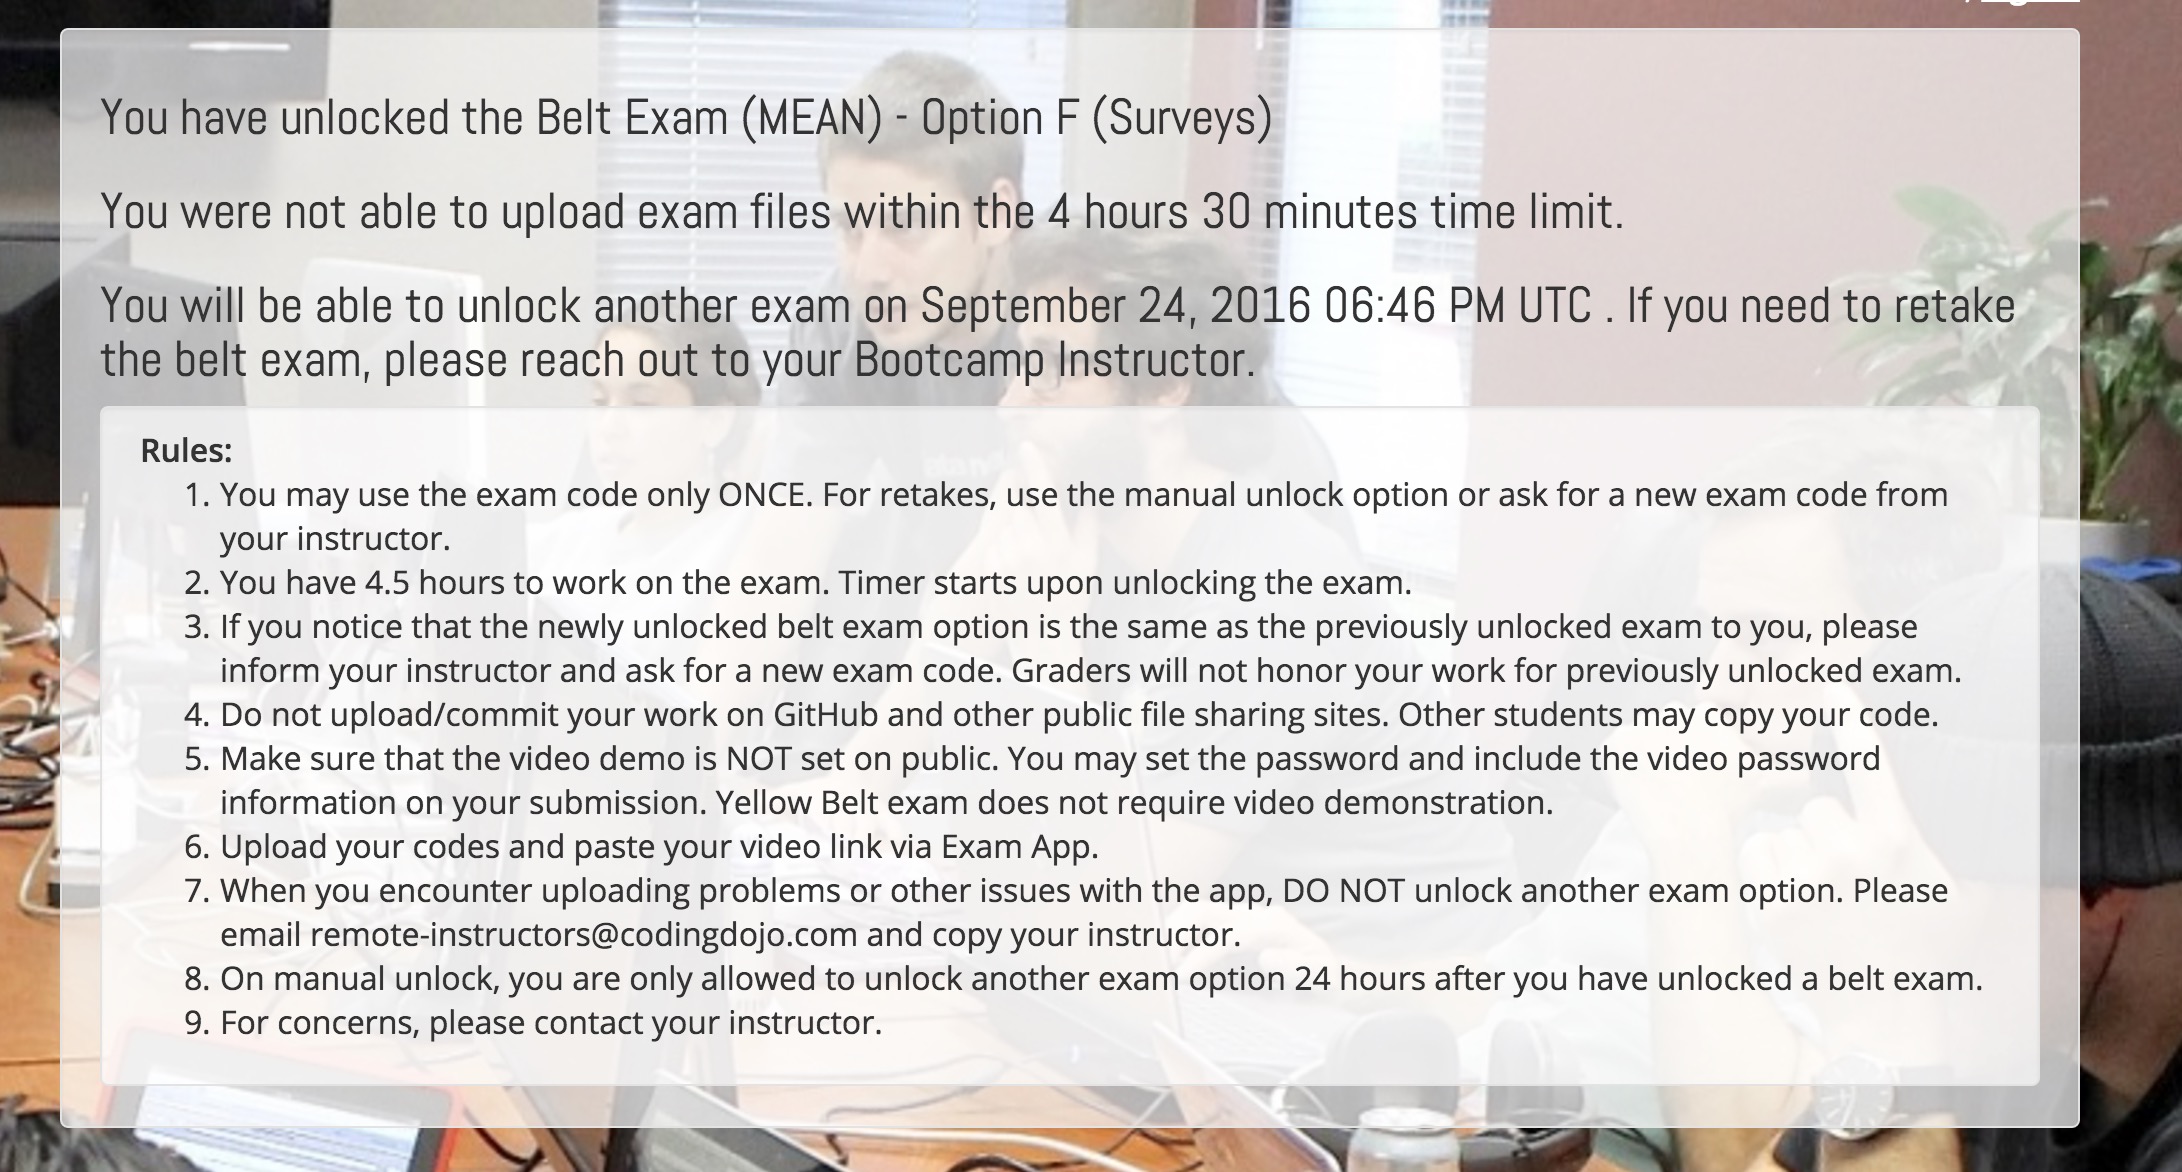 You have unlocked the Belt Exam (MEAN) - Option F (Surveys)
You were not able to upload exam files within the 4 hours 30 minutes time limit.
You will be able to unlock another exam on September 24, 2016 06:46 PM UTC . If you need to retake
the belt exam, please reach out to your Bootcamp Instructor.
Rules:
1. You may use the exam code only ONCE. For retakes, use the manual unlock option or ask for a new exam code from
your instructor.
2. You have 4.5 hours to work on the exam. Timer starts upon unlocking the exam.
3. If you notice that the newly unlocked belt exam option is the same as the previously unlocked exam to you, please
inform your instructor and ask for a new exam code. Graders will not honor your work for previously unlocked exam.
4. Do not upload/commit your work on GitHub and other public file sharing sites. Other students may copy your code.
5. Make sure that the video demo is NOT set on public. You may set the password and include the video password
information on your submission. Yellow Belt exam does not require video demonstration.
6. Upload your codes and paste your video link via Exam App.
7. When you encounter uploading problems or other issues with the app, DO NOT unlock another exam option. Please
email remote-instructors@codingdojo.com and copy your instructor.
8. On manual unlock, you are only allowed to unlock another exam option 24 hours after you have unlocked a belt exam.
9. For concerns, please contact your instructor.